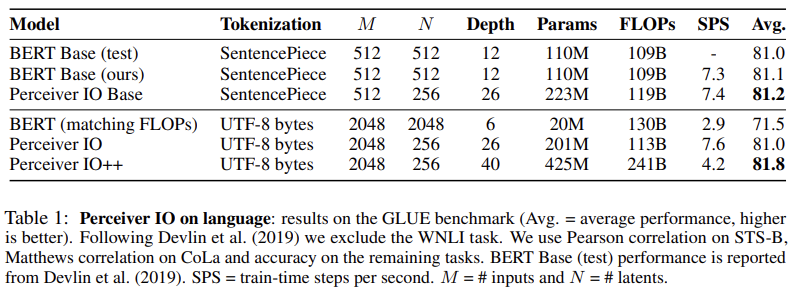 Model Tokenization M N Depth Params FLOPs SPS Avg.
BERT Base (test) SentencePiece 512 512 12 110M 109B - 81.0
BERT Base (ours) SentencePiece 512 512 12 110M 109B 7.3 81.1
Perceiver IO Base SentencePiece 512 256 26 223M 119B 7.4 81.2
BERT (matching FLOPs) UTF-8 bytes 2048 2048 6 20M 130B 2.9 71.5
Perceiver IO UTF-8 bytes 2048 256 26 201M 113B 7.6 81.0
Perceiver IO++ UTF-8 bytes 2048 256 40 425M 241B 4.2 81.8
Table 1: Perceiver IO on language: results on the GLUE benchmark (Avg. = average performance, higher
is better). Following Devlin et al. (2019) we exclude the WNLI task. We use Pearson correlation on STS-B,
Matthews correlation on CoLa and accuracy on the remaining tasks. BERT Base (test) performance is reported
from Devlin et al. (2019). SPS = train-time steps per second. M = # inputs and N = # latents.